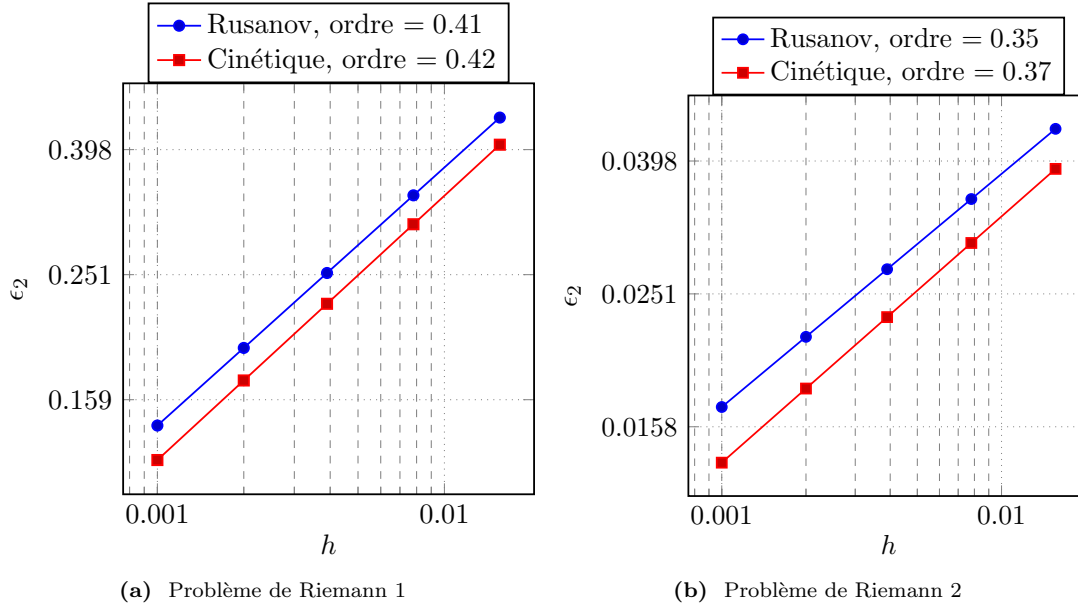 Rusanov, ordre = 0.41
Cinétique, ordre = 0.42
0.398
0.251
0.159
ϵ2
0.001
0.01
h
(a) Problème de Riemann 1
Rusanov, ordre = 0.35
Cinétique, ordre = 0.37
0.0398
0.0251
0.0158
ϵ2
0.001
0.01
h
(b) Problème de Riemann 2